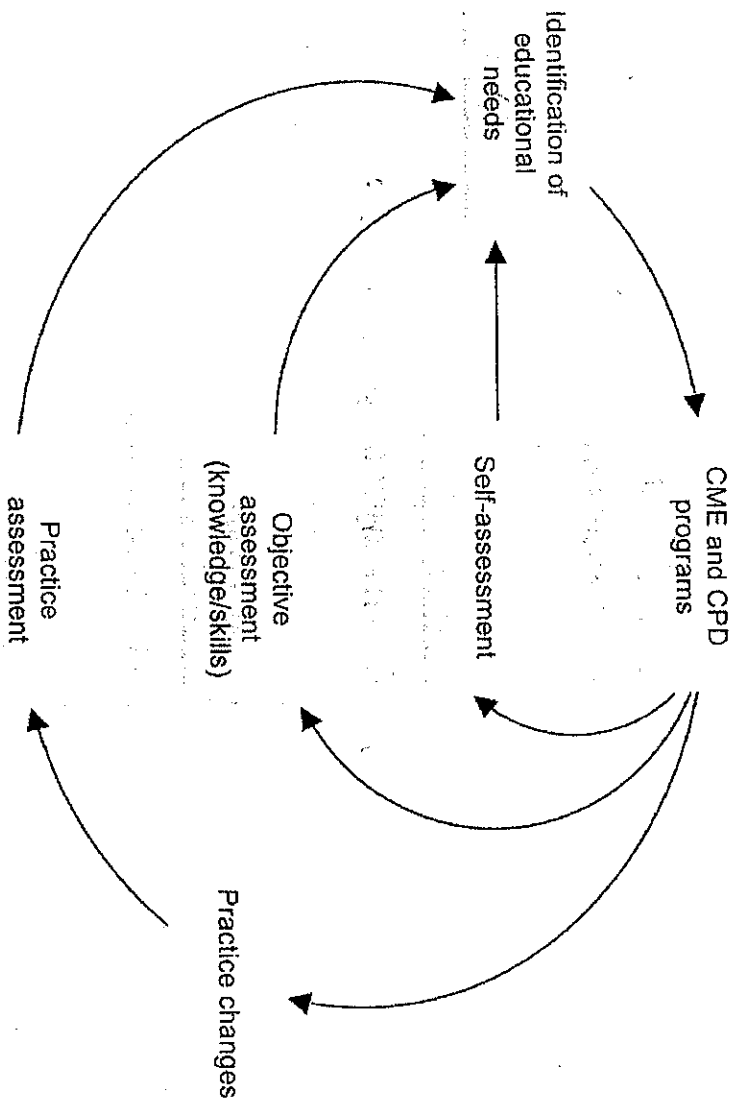 Identification of
educational
needs
CME and CPD
programs
Self-assessment
Objective
assessment
(knowledge/skills)
Practice
assessment
Practice changes